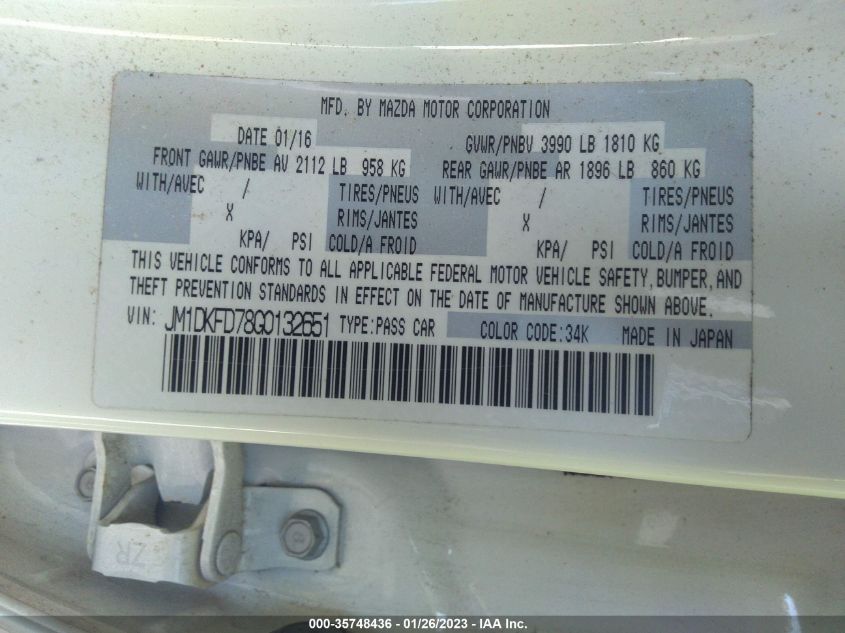 MFD. BY MAZDA MOTOR CORPORATION
DATE 01/16 GVWR/PNBV 3990 LB 1810 KG
FRONT GAWR/PNBE AV 2112 LB 958 KG REAR GAWR/PNBE AR 1896 LB 860 KG
WITH/AVEC / TIRES/PNEUS WITH/AVEC / TIRES/PNEUS
X RIMS/JANTES X RIMS/JANTES
KPA/ PSI COLD/A FROID KPA/ PSI COLD/A FROID
THIS VEHICLE CONFORMS TO ALL APPLICABLE FEDERAL MOTOR VEHICLE SAFETY, BUMPER, AND
THEFT PREVENTION STANDARDS IN EFFECT ON THE DATE OF MANUFACTURE SHOWN ABOVE.
VIN: JM1DKFD78G0132651 TYPE:PASS CAR COLOR CODE:34K MADE IN JAPAN
ZR
000-35748436 - 01/26/2023 - IAA Inc.